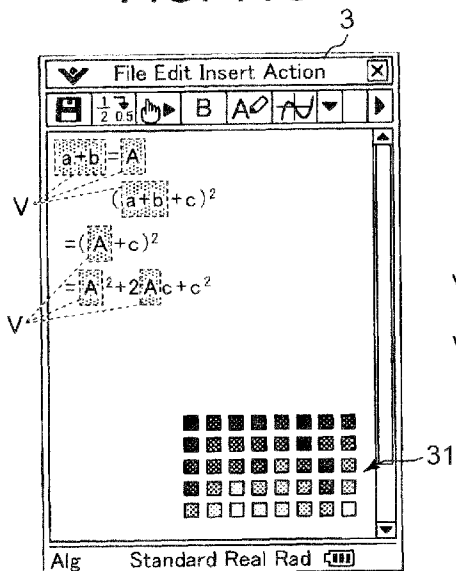 3
File Edit Insert Action
1/2 0.5 B A
a+b=A
V
(a+b+c)²
=(A+c)²
=A²+2Ac+c²
V
31
Alg Standard Real Rad